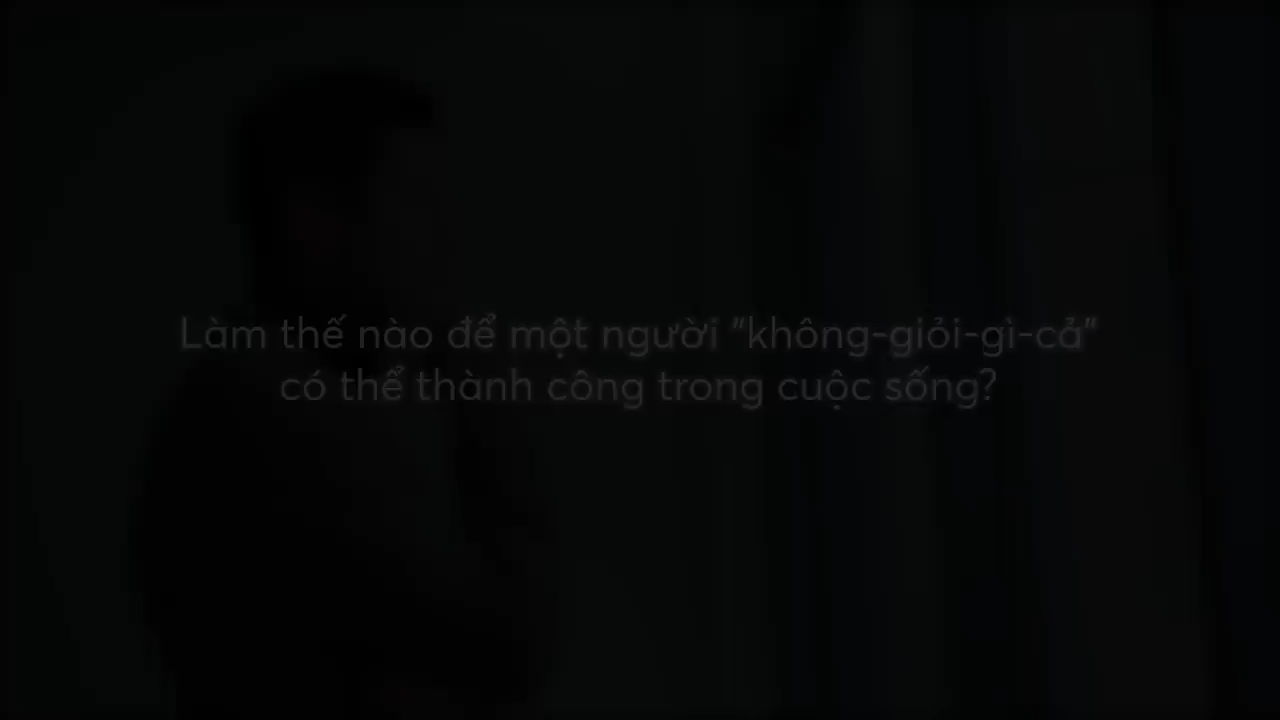 Làm thế nào để một người "không-giỏi-gì-cả"
có thể thành công trong cuộc sống?